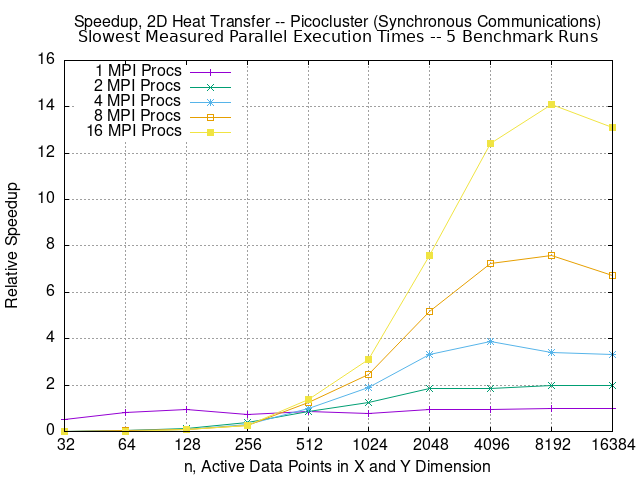 Speedup, 2D Heat Transfer -- Picocluster (Synchronous Communications)
Slowest Measured Parallel Execution Times -- 5 Benchmark Runs
16
14
12
10
8
6
4
2
0
Relative Speedup
1 MPI Procs
2 MPI Procs
4 MPI Procs
8 MPI Procs
16 MPI Procs
32 64 128 256 512 1024 2048 4096 8192 16384
n, Active Data Points in X and Y Dimension